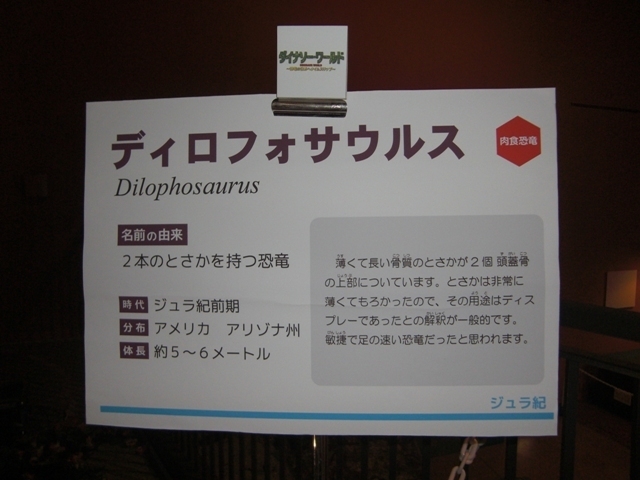 ダイナソーワールド
ディロフォサウルス
肉食恐竜
Dilophosaurus
名前の由来
2本のとさかを持つ恐竜
時代 ジュラ紀前期
分布 アメリカ アリゾナ州
体長 約5～6メートル
薄くて長い骨質のとさかが2個 頭蓋骨
の上部についています。とさかは非常に
薄くてもろかったので、その用途はディス
プレーであったとの解釈が一般的です。
敏捷で足の速い恐竜だったと思われます。
ジュラ紀